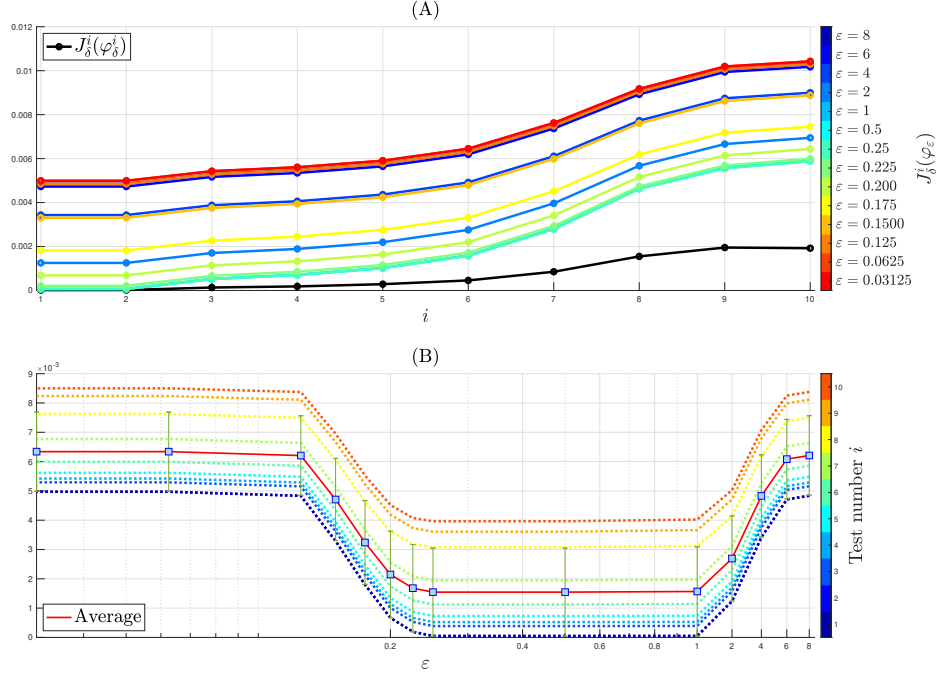 (A)
0.012
0.01
0.008
0.006
0.004
0.002
0
J_δ^i(φ_δ^i)
1 2 3 4 5 6 7 8 9 10
i
ε = 8
ε = 6
ε = 4
ε = 2
ε = 1
ε = 0.5
ε = 0.25
ε = 0.225
ε = 0.200
ε = 0.175
ε = 0.1500
ε = 0.125
ε = 0.0625
ε = 0.03125
J_δ^i(φ_ε)
(B)
×10⁻³
9
8
7
6
5
4
3
2
1
0
Average
0.2 0.4 0.6 0.8 1 2 4 6 8
ε
10
9
8
7
6
5
4
3
2
1
Test number i